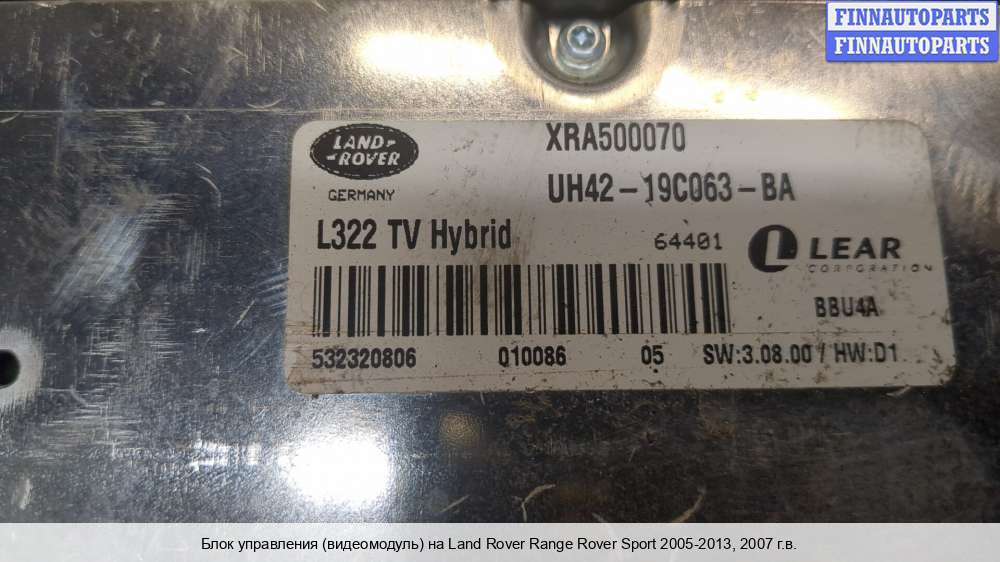 FINNAUTOPARTS
FINNAUTOPARTS
LAND-
-ROVER
GERMANY
XRA500070
UH42-19C063-BA
L322 TV Hybrid
64401
LEAR
CORPORATION
BBU4A
532320806 010086 05 SW:3.08.00 / HW:D1
Блок управления (видеомодуль) на Land Rover Range Rover Sport 2005-2013, 2007 г.в.